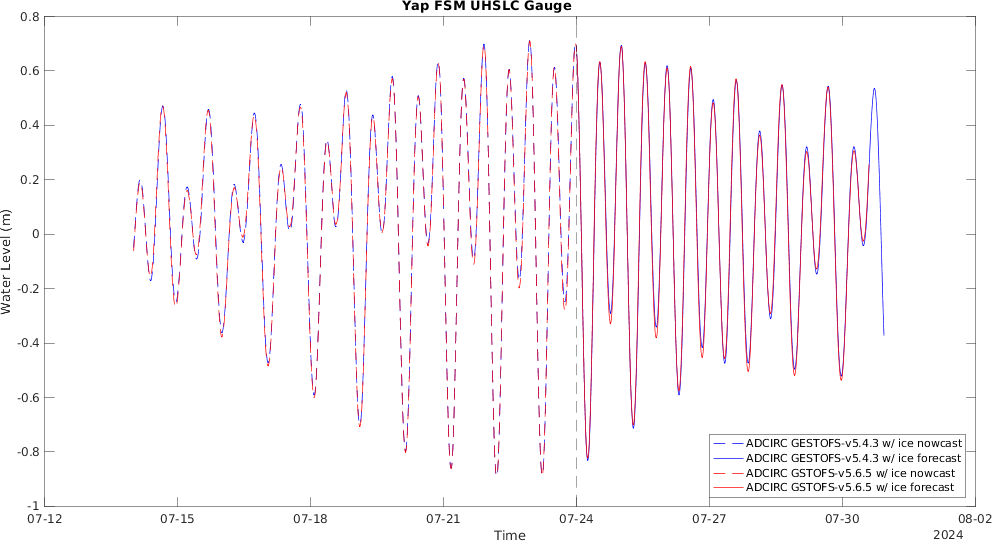 Yap FSM UHSLC Gauge
0.8
0.6
0.4
0.2
0
-0.2
-0.4
-0.6
-0.8
-1
Water Level (m)
ADCIRC GESTOFS-v5.4.3 w/ ice nowcast
ADCIRC GESTOFS-v5.4.3 w/ ice forecast
ADCIRC GSTOFS-v5.6.5 w/ ice nowcast
ADCIRC GSTOFS-v5.6.5 w/ ice forecast
07-12 07-15 07-18 07-21 07-24 07-27 07-30 08-02
Time
2024